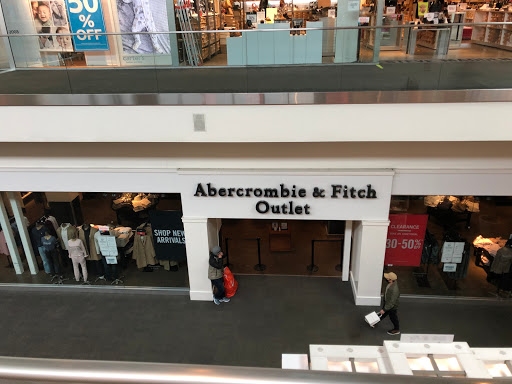 50
% OFF
Abercrombie & Fitch
Outlet
SHOP NEW
ARRIVALS
CLEARANCE
30-50%